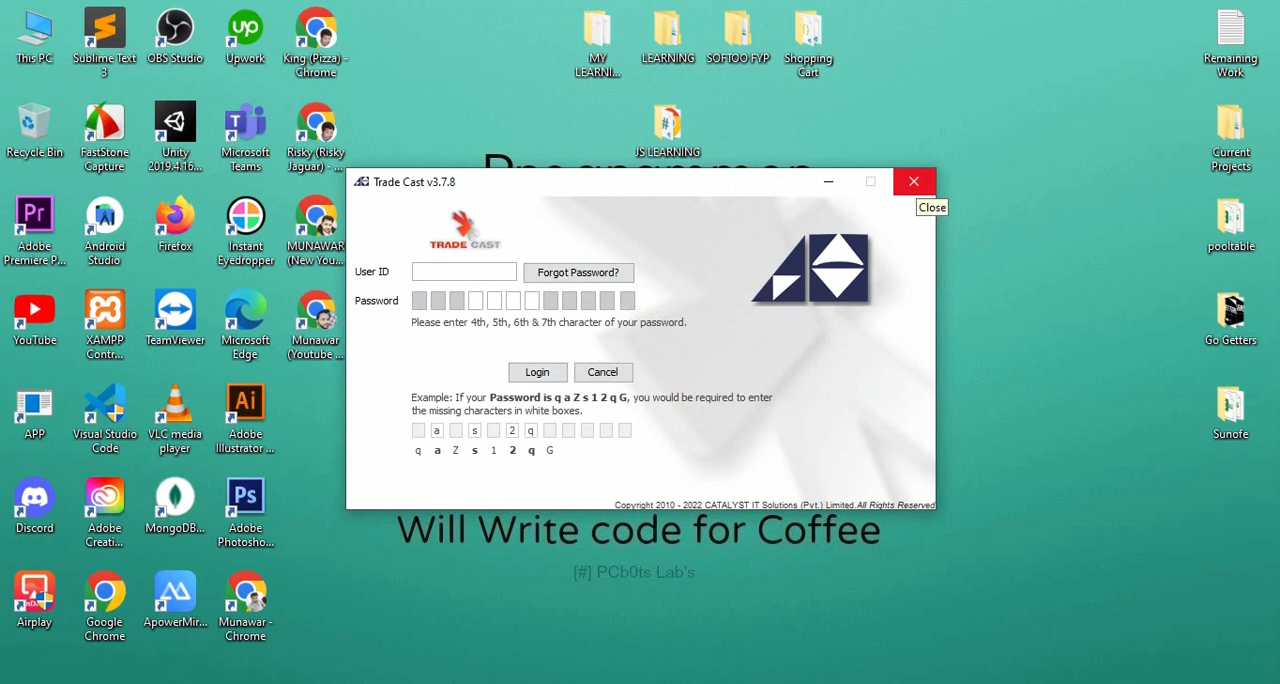 This PC
Sublime Text
3
OBS Studio
Upwork
King (Pizza) -
Chrome
MY
LEARNI...
LEARNING
SOFTOO FYP
Shopping
Cart
Remaining
Work
Recycle Bin
FastStone
Capture
Unity
2019.4.16...
Microsoft
Teams
Risky (Risky
Jaguar) - ...
JS LEARNING
Current
Projects
Adobe
Premiere P...
Android
Studio
Firefox
Instant
Eyedropper
MUNAWAR
(New You...
pooltable
YouTube
XAMPP
Contr...
TeamViewer
Microsoft
Edge
Munawar
(Youtube ...
Go Getters
APP
Visual Studio
Code
VLC media
player
Adobe
Illustrator ...
Sunofe
Discord
Adobe
Creati...
MongoDB...
Adobe
Photosho...
Airplay
Google
Chrome
ApowerMir...
Munawar -
Chrome
Trade Cast v3.7.8
Close
TRADE CAST
User ID
Forgot Password?
Password
Please enter 4th, 5th, 6th & 7th character of your password.
Login
Cancel
Example: If your Password is q a Z s 1 2 q G, you would be required to enter
the missing characters in white boxes.
a s 2 q
q a Z s 1 2 q G
Copyright 2010 - 2022 CATALYST IT Solutions (Pvt.) Limited.All Rights Reserved
Will Write code for Coffee
[#] PCb0ts Lab's